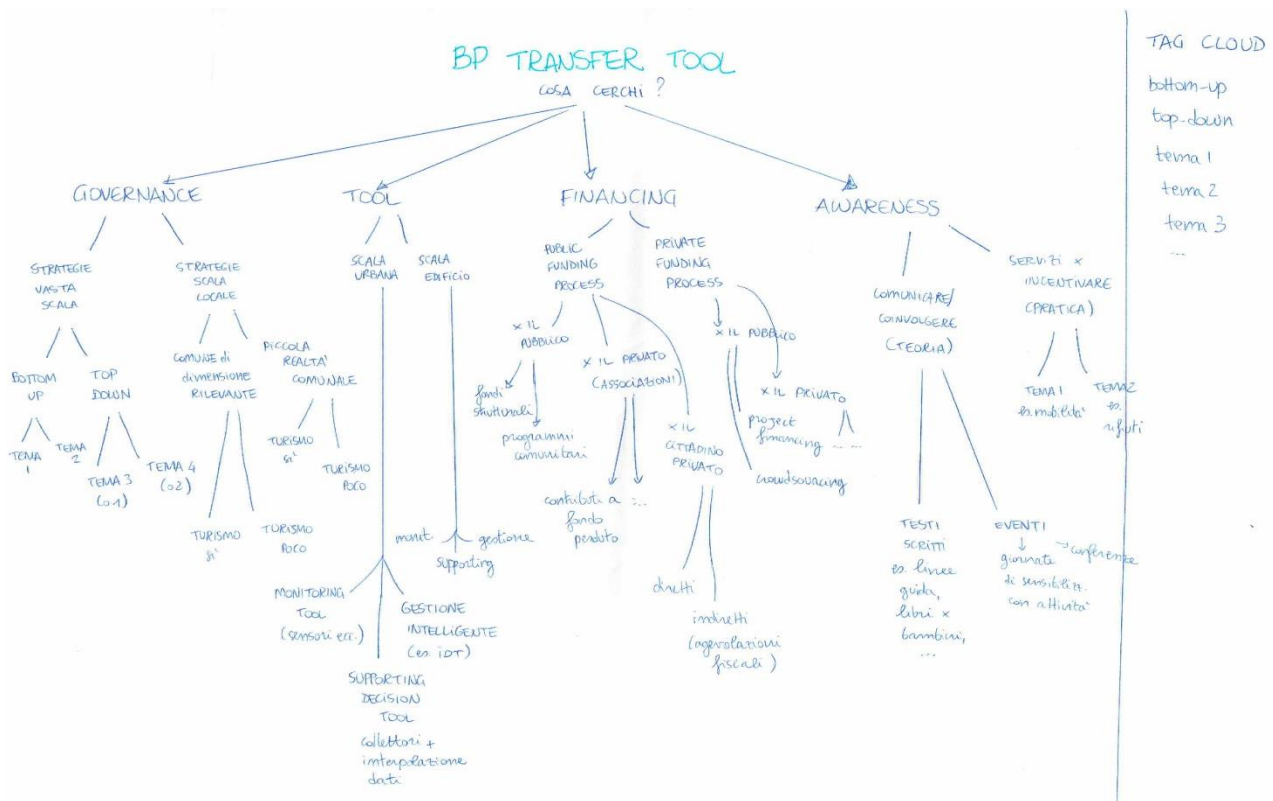 BP TRANSFER TOOL
COSA CERCHI ?
GOVERNANCE
STRATEGIE
VASTA
SCALA
BOTTOM
UP
TEMA
1
TEMA
2
TOP
DOWN
TEMA 3
(o1)
TEMA 4
(o2)
STRATEGIE
SCALA
LOCALE
COMUNE di
dimensione
RILEVANTE
TURISMO
sì
TURISMO
POCO
PICCOLA
REALTA'
COMUNALE
TURISMO
sì
TURISMO
POCO
TOOL
SCALA
URBANA
MONITORING
TOOL
(sensori ecc.)
SUPPORTING
DECISION
TOOL
collettori +
interpolazione
dati
GESTIONE
INTELLIGENTE
(es IOT)
SCALA
EDIFICIO
monit.
supporting
gestione
FINANCING
PUBLIC
FUNDING
PROCESS
x IL
PUBBLICO
fondi
strutturali
programmi
comunitari
x IL PRIVATO
(ASSOCIAZIONI)
contributi a
fondo
perduto
...
x IL
CITTADINO
PRIVATO
diretti
indiretti
(agevolazioni
fiscali)
PRIVATE
FUNDING
PROCESS
x IL PUBBLICO
project
financing
crowdsourcing
x IL PRIVATO
... ...
AWARENESS
COMUNICARE/
COINVOLGERE
(TEORIA)
TESTI
SCRITTI
es. linee
guida,
libri x
bambini,
...
EVENTI
→ conferenze
↓
giornate
di sensibilizz.
con attività
SERVIZI x
INCENTIVARE
(PRATICA)
TEMA 1
es. mobilità
TEMA 2
es.
rifiuti
TAG CLOUD
bottom-up
top-down
tema 1
tema 2
tema 3
...